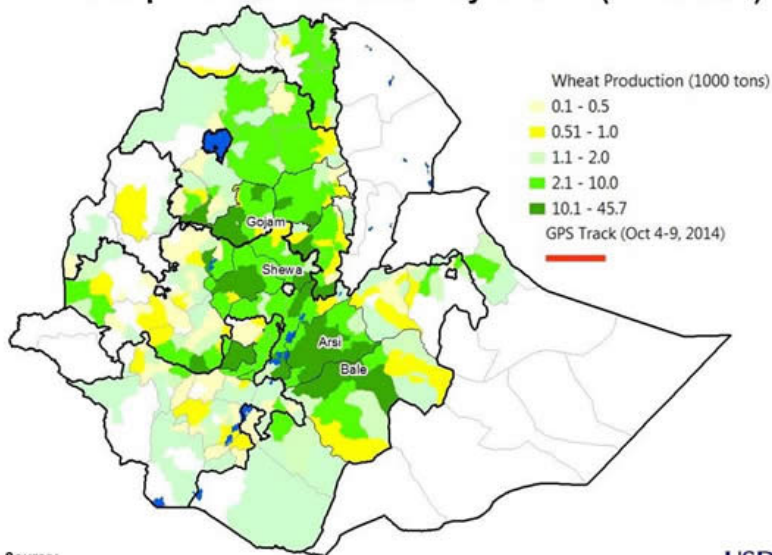 Wheat Production (1000 tons)
0.1 - 0.5
0.51 - 1.0
1.1 - 2.0
2.1 - 10.0
10.1 - 45.7
GPS Track (Oct 4-9, 2014)
Gojam
Shewa
Arsi
Bale